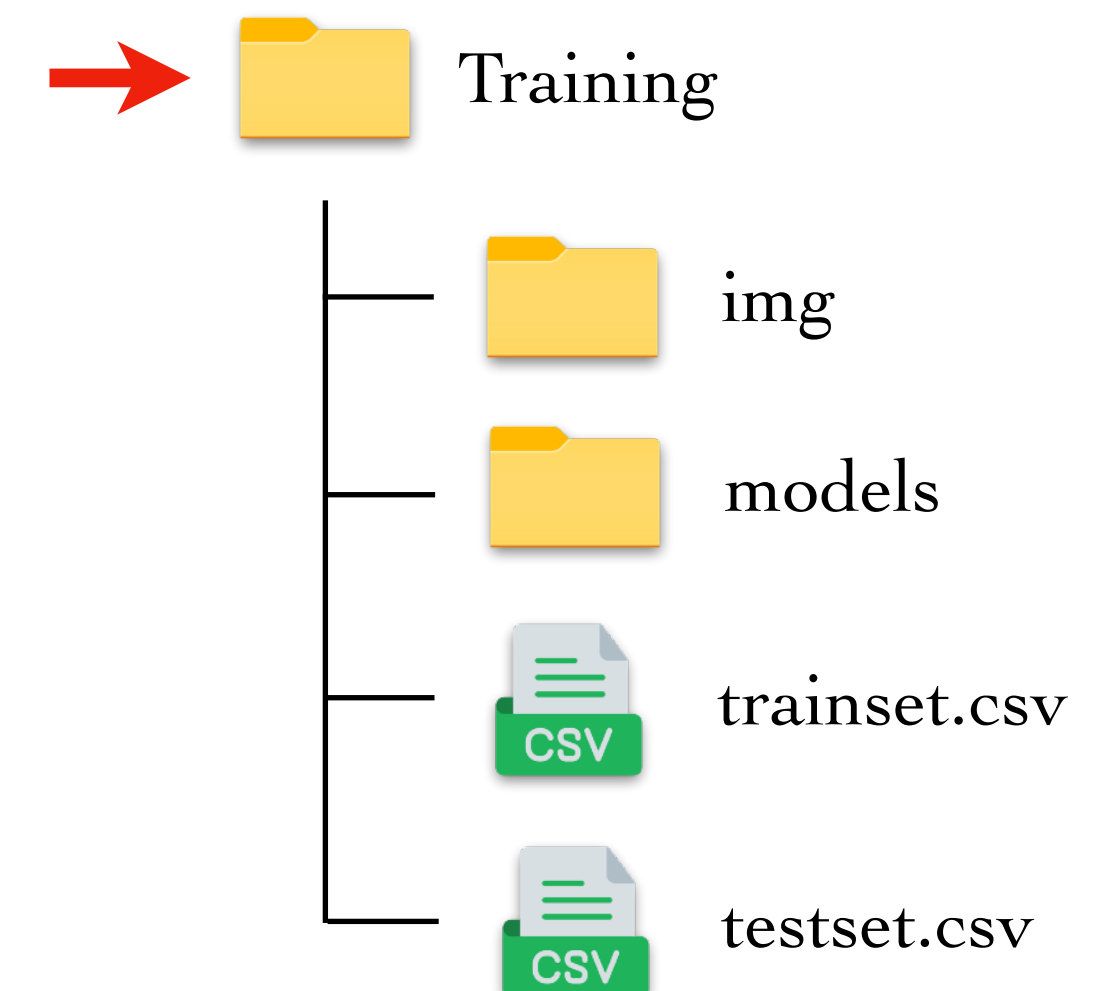 Training
img
models
CSV
trainset.csv
CSV
testset.csv